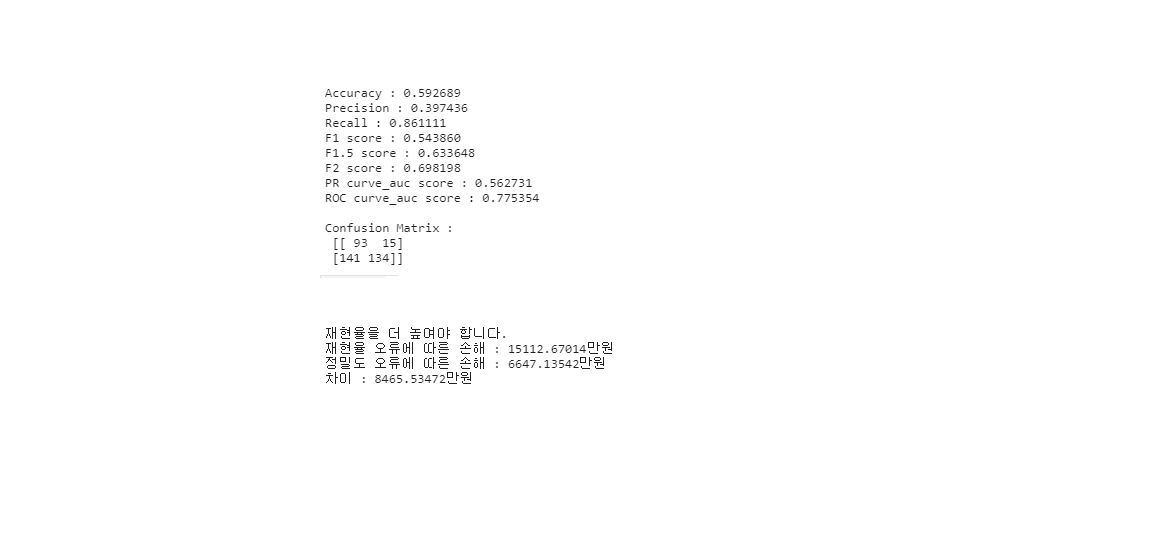 Accuracy : 0.592689
Precision : 0.397436
Recall : 0.861111
F1 score : 0.543860
F1.5 score : 0.633648
F2 score : 0.698198
PR curve_auc score : 0.562731
ROC curve_auc score : 0.775354
Confusion Matrix :
[[ 93  15]
[141 134]]
재현율을 더 높여야 합니다.
재현율 오류에 따른 손해 : 15112.67014만원
정밀도 오류에 따른 손해 : 6647.13542만원
차이 : 8465.53472만원